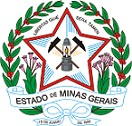 LIBERTAS QUÆ SERA TAMEN
ESTADO DE MINAS GERAIS